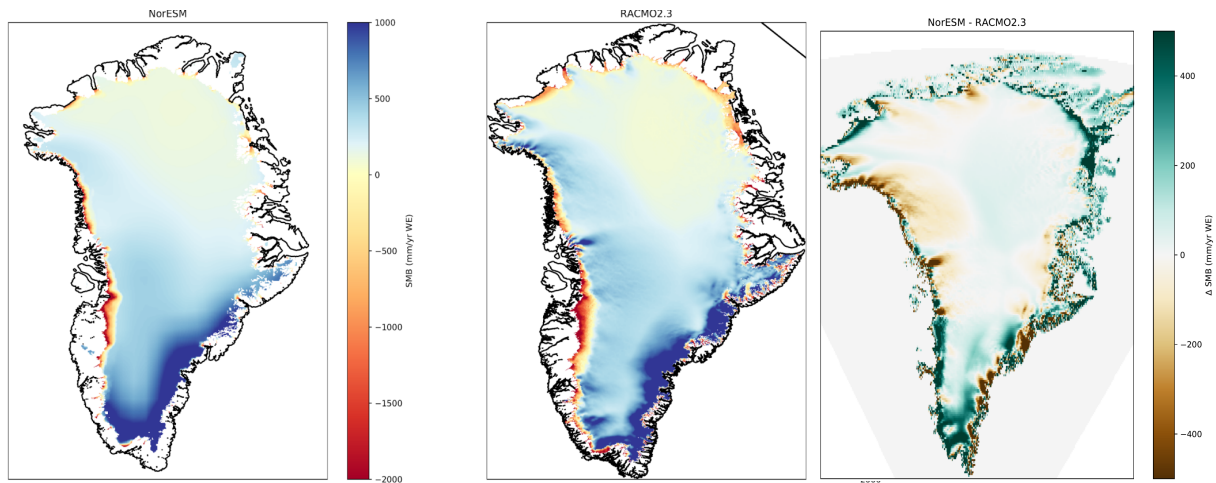 NorESM
1000
500
0
−500
−1000
−1500
−2000
SMB (mm/yr WE)
RACMO2.3
NorESM - RACMO2.3
400
200
0
−200
−400
Δ SMB (mm/yr WE)